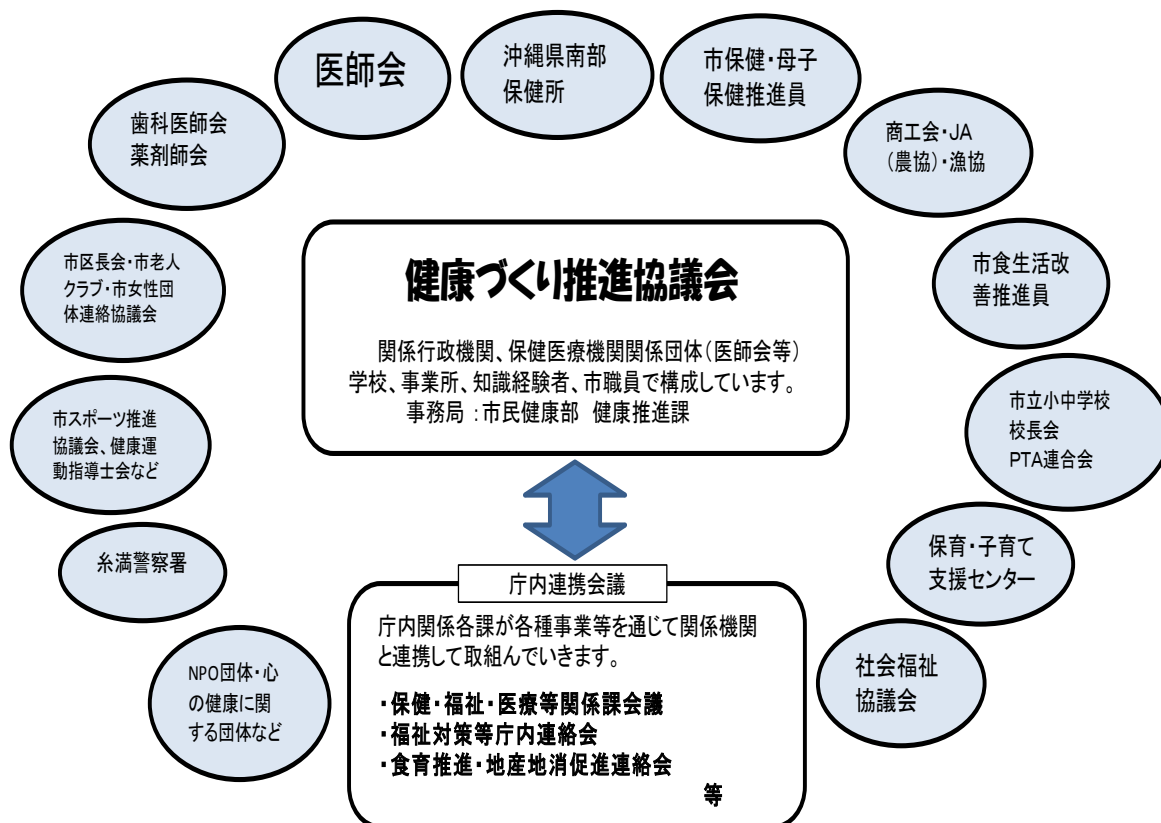 医師会
沖縄県南部
保健所
市保健・母子
保健推進員
歯科医師会
薬剤師会
商工会・JA
(農協)・漁協
市区長会・市老人
クラブ・市女性団
体連絡協議会
健康づくり推進協議会
関係行政機関、保健医療機関関係団体(医師会等)
学校、事業所、知識経験者、市職員で構成しています。
事務局 :市民健康部 健康推進課
市食生活改
善推進員
市スポーツ推進
協議会、健康運
動指導士会など
市立小中学校
校長会
PTA連合会
糸満警察署
保育・子育て
支援センター
庁内連携会議
庁内関係各課が各種事業等を通じて関係機関
と連携して取組んでいきます。
・保健・福祉・医療等関係課会議
・福祉対策等庁内連絡会
・食育推進・地産地消促進連絡会
等
NPO団体・心
の健康に関
する団体など
社会福祉
協議会